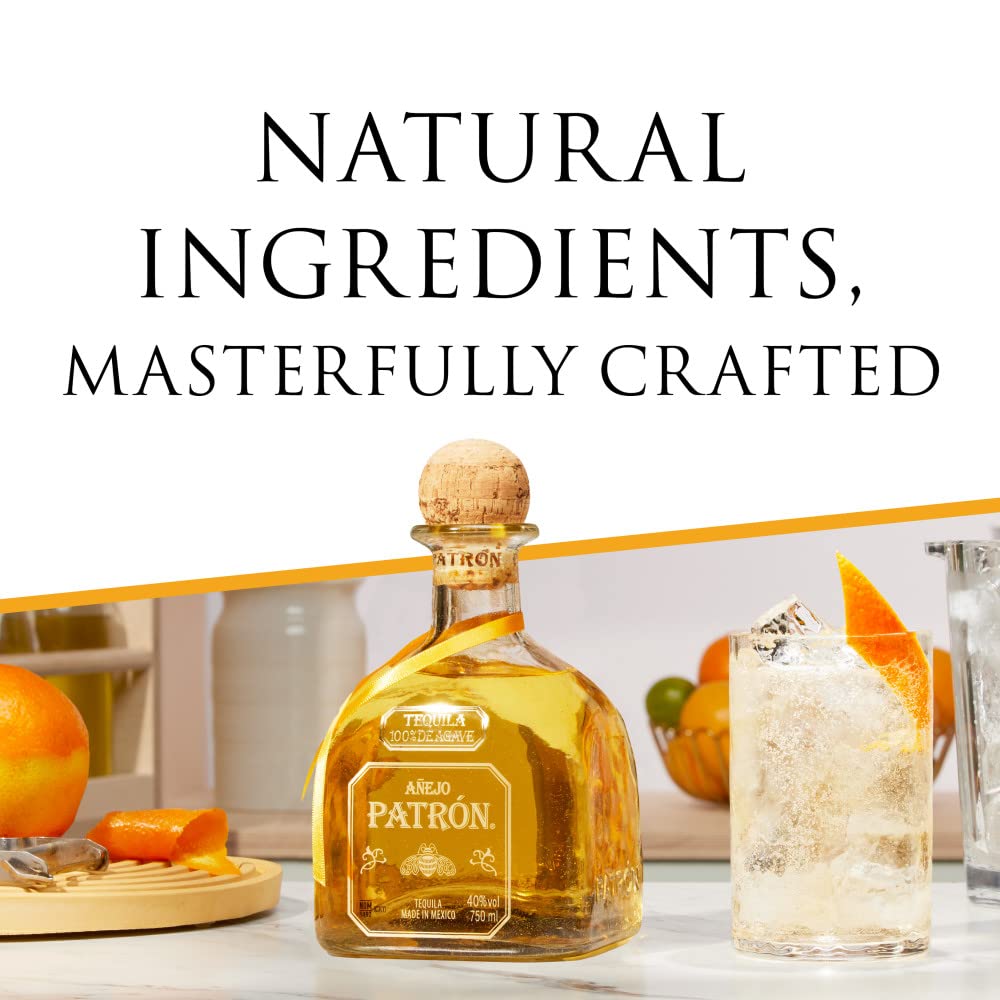 NATURAL
INGREDIENTS,
MASTERFULLY CRAFTED
PATRÓN
TEQUILA
100% DE AGAVE
AÑEJO
PATRÓN
TEQUILA
MADE IN MEXICO
40%vol
750 ml
NOM